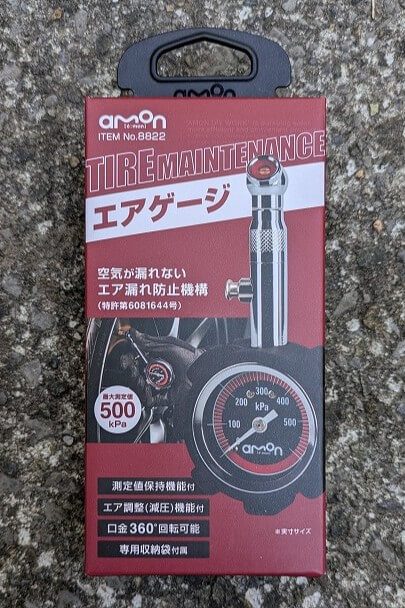 amon
amon
[ə:mən]
ITEM No.8822
TIRE MAINTENANCE
エアゲージ
空気が漏れない
エア漏れ防止機構
(特許第6081644号)
最大測定値
500
kPa
100
200
300
400
500
kPa
amon
測定値保持機能付
エア調整(減圧)機能付
口金360°回転可能
専用収納袋付属
※実寸サイズ